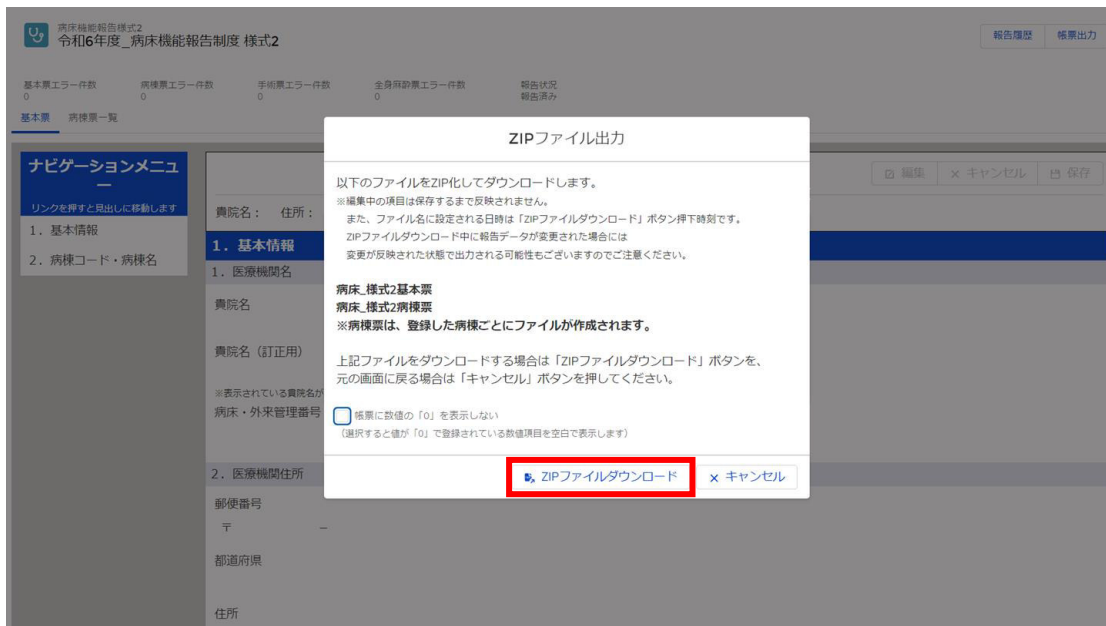 病床機能報告様式2
令和6年度_病床機能報告制度 様式2
報告履歴 帳票出力
基本票エラー件数 病棟票エラー件数 手術票エラー件数 全身麻酔票エラー件数 報告状況
0 0 0 0 報告済み
基本票 病棟票一覧
ナビゲーションメニュ
ー
リンクを押すと見出しに移動します
1．基本情報
2．病棟コード・病棟名
編集 × キャンセル 保存
貴院名： 住所：
1．基本情報
1．医療機関名
貴院名
貴院名（訂正用）
※表示されている貴院名が
病床・外来管理番号
2．医療機関住所
郵便番号
〒 －
都道府県
住所
ZIPファイル出力
以下のファイルをZIP化してダウンロードします。
※編集中の項目は保存するまで反映されません。
また、ファイル名に設定される日時は「ZIPファイルダウンロード」ボタン押下時刻です。
ZIPファイルダウンロード中に報告データが変更された場合には
変更が反映された状態で出力される可能性もございますのでご注意ください。
病床_様式2基本票
病床_様式2病棟票
※病棟票は、登録した病棟ごとにファイルが作成されます。
上記ファイルをダウンロードする場合は「ZIPファイルダウンロード」ボタンを、
元の画面に戻る場合は「キャンセル」ボタンを押してください。
帳票に数値の「0」を表示しない
（選択すると値が「0」で登録されている数値項目を空白で表示します）
ZIPファイルダウンロード × キャンセル